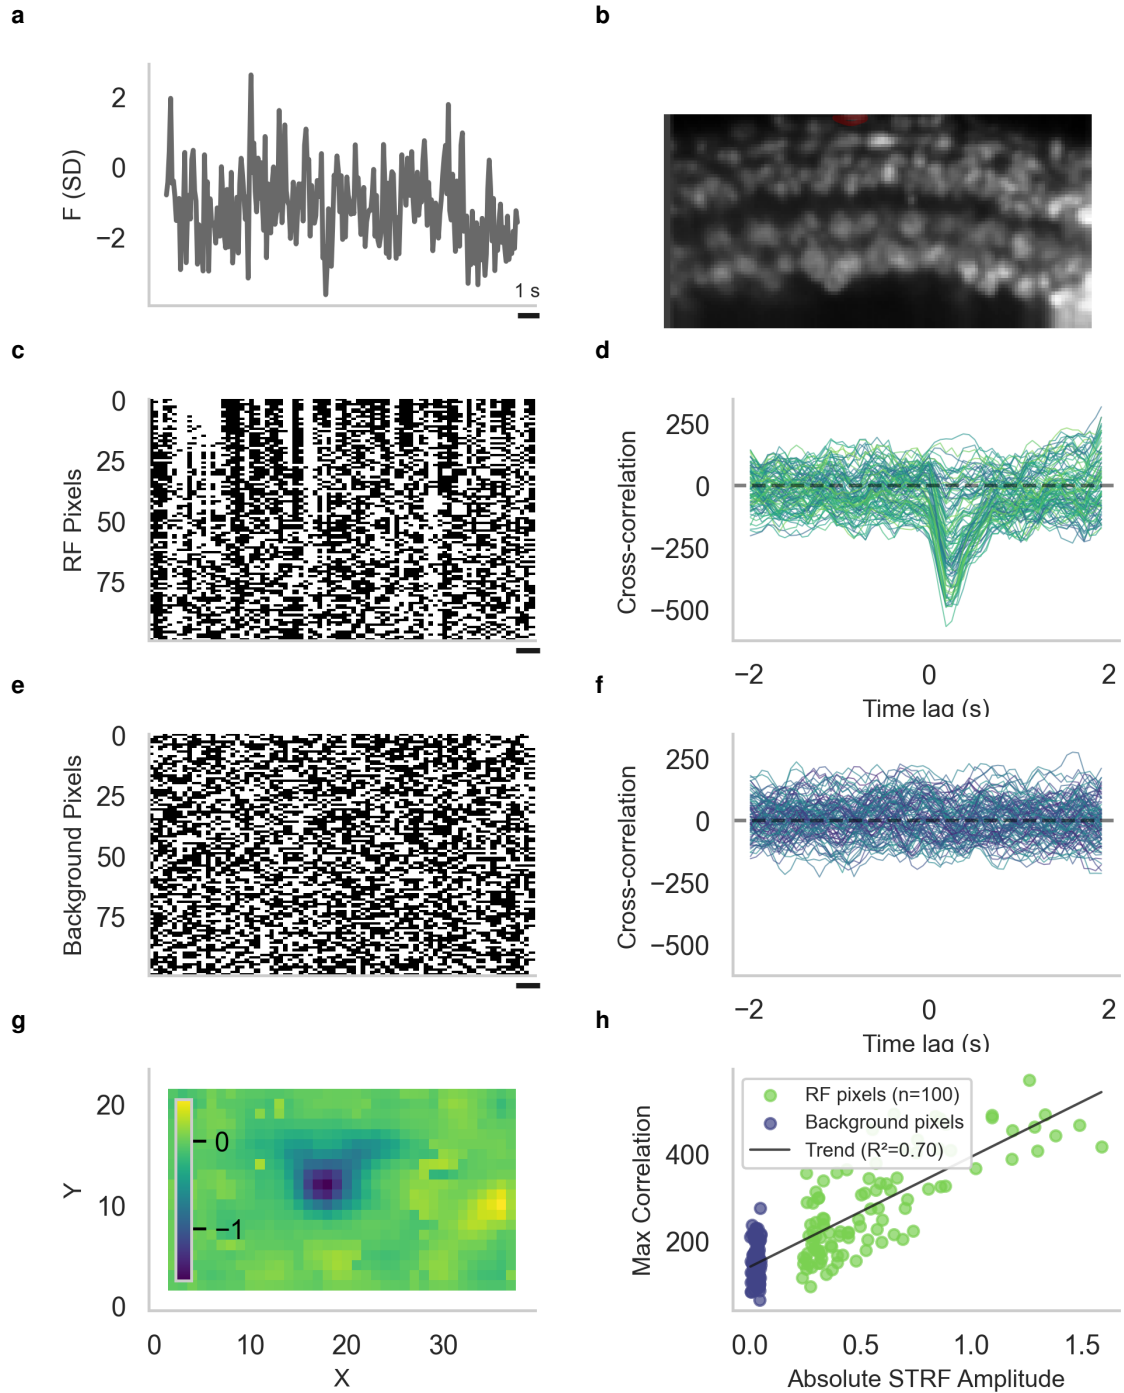 a
b
2
0
−2
F (SD)
1 s
c
d
0
25
50
75
RF Pixels
250
0
−250
−500
Cross-correlation
−2
0
2
Time lag (s)
e
f
0
25
50
75
Background Pixels
250
0
−250
−500
Cross-correlation
−2
0
2
Time lag (s)
g
h
20
10
0
Y
0
−1
0
10
20
30
X
RF pixels (n=100)
Background pixels
Trend (R²=0.70)
400
200
Max Correlation
0.0
0.5
1.0
1.5
Absolute STRF Amplitude